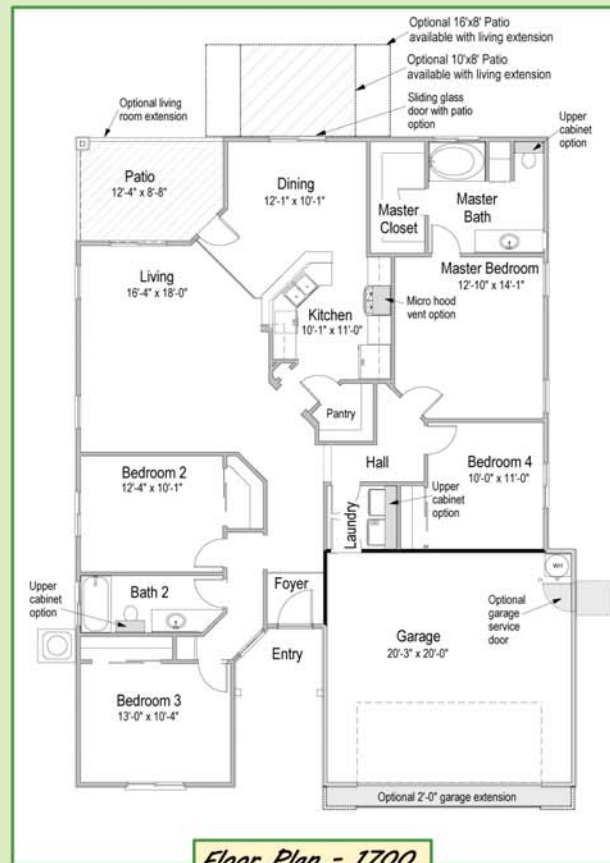 Optional 16'x8' Patio
available with living extension
Optional 10'x8' Patio
available with living extension
Optional living
room extension
Sliding glass
door with patio
option
Upper
cabinet
option
Patio
12'-4" x 8'-8"
Dining
12'-1" x 10'-1"
Master
Closet
Master
Bath
Living
16'-4" x 18'-0"
Master Bedroom
12'-10" x 14'-1"
Micro hood
vent option
Kitchen
10'-1" x 11'-0"
Pantry
Hall
Bedroom 2
12'-4" x 10'-1"
Bedroom 4
10'-0" x 11'-0"
Upper
cabinet
option
Laundry
Upper
cabinet
option
Bath 2
Foyer
WH
Optional
garage
service
door
Entry
Garage
20'-3" x 20'-0"
Bedroom 3
13'-0" x 10'-4"
Optional 2'-0" garage extension
Floor Plan - 1700